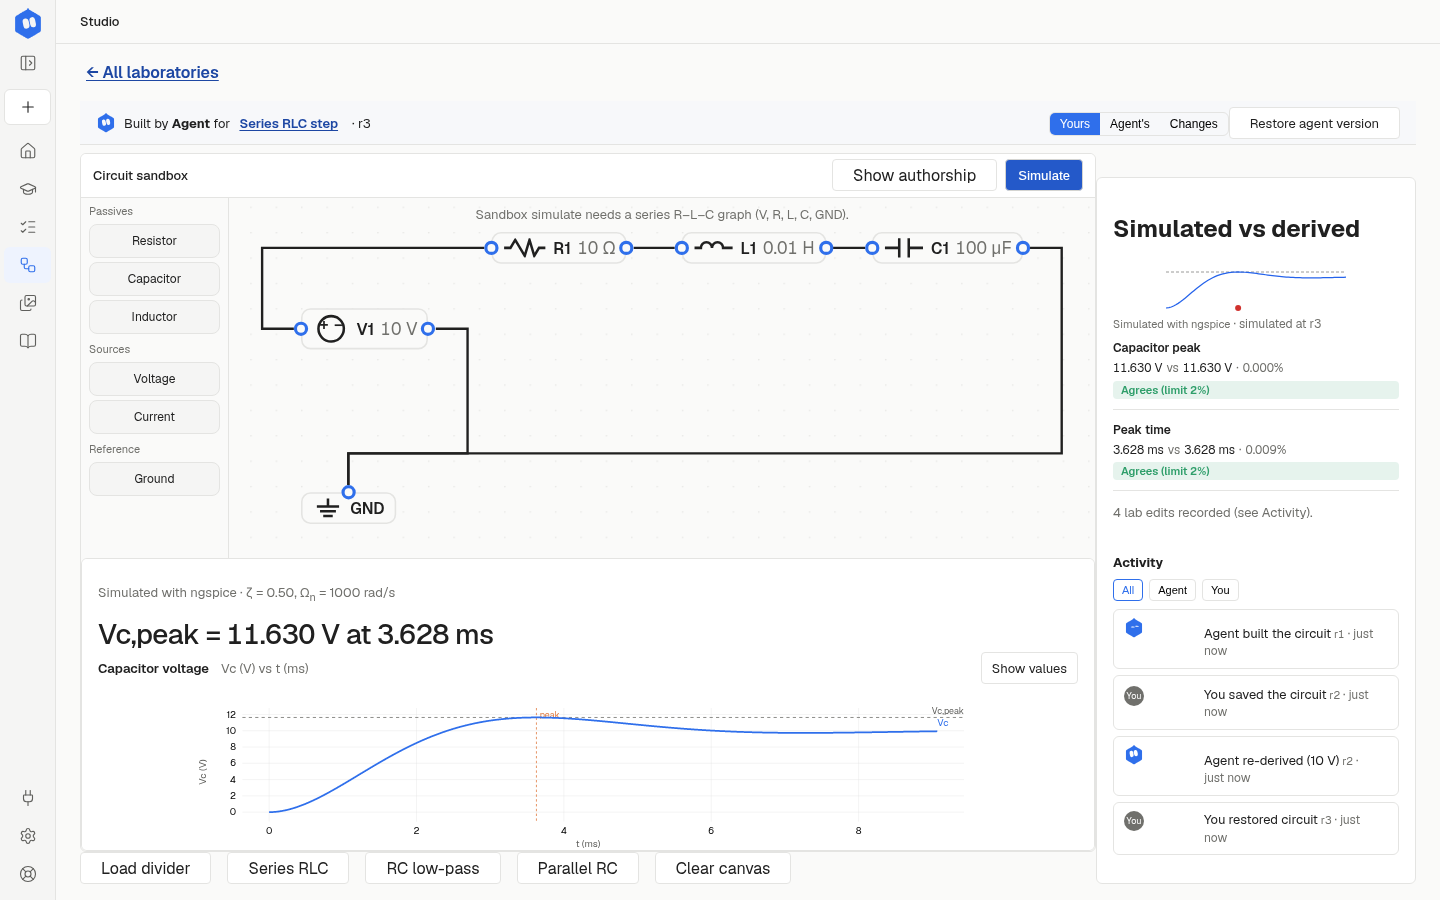 Studio
← All laboratories
Built by Agent for Series RLC step · r3
Yours Agent's Changes Restore agent version
Circuit sandbox
Show authorship Simulate
Passives
Resistor
Capacitor
Inductor
Sources
Voltage
Current
Reference
Ground
Sandbox simulate needs a series R–L–C graph (V, R, L, C, GND).
R1 10 Ω
L1 0.01 H
C1 100 µF
V1 10 V
GND
Simulated with ngspice · ζ = 0.50, Ωn = 1000 rad/s
Vc,peak = 11.630 V at 3.628 ms
Capacitor voltage Vc (V) vs t (ms)
Show values
Vc,peak
Vc
peak
12
10
8
6
4
2
0
Vc (V)
0 2 4 6 8
t (ms)
Load divider Series RLC RC low-pass Parallel RC Clear canvas
Simulated vs derived
Simulated with ngspice · simulated at r3
Capacitor peak
11.630 V vs 11.630 V · 0.000%
Agrees (limit 2%)
Peak time
3.628 ms vs 3.628 ms · 0.009%
Agrees (limit 2%)
4 lab edits recorded (see Activity).
Activity
All Agent You
Agent built the circuit r1 · just
now
You
You saved the circuit r2 · just
now
Agent re-derived (10 V) r2 ·
just now
You
You restored circuit r3 · just
now